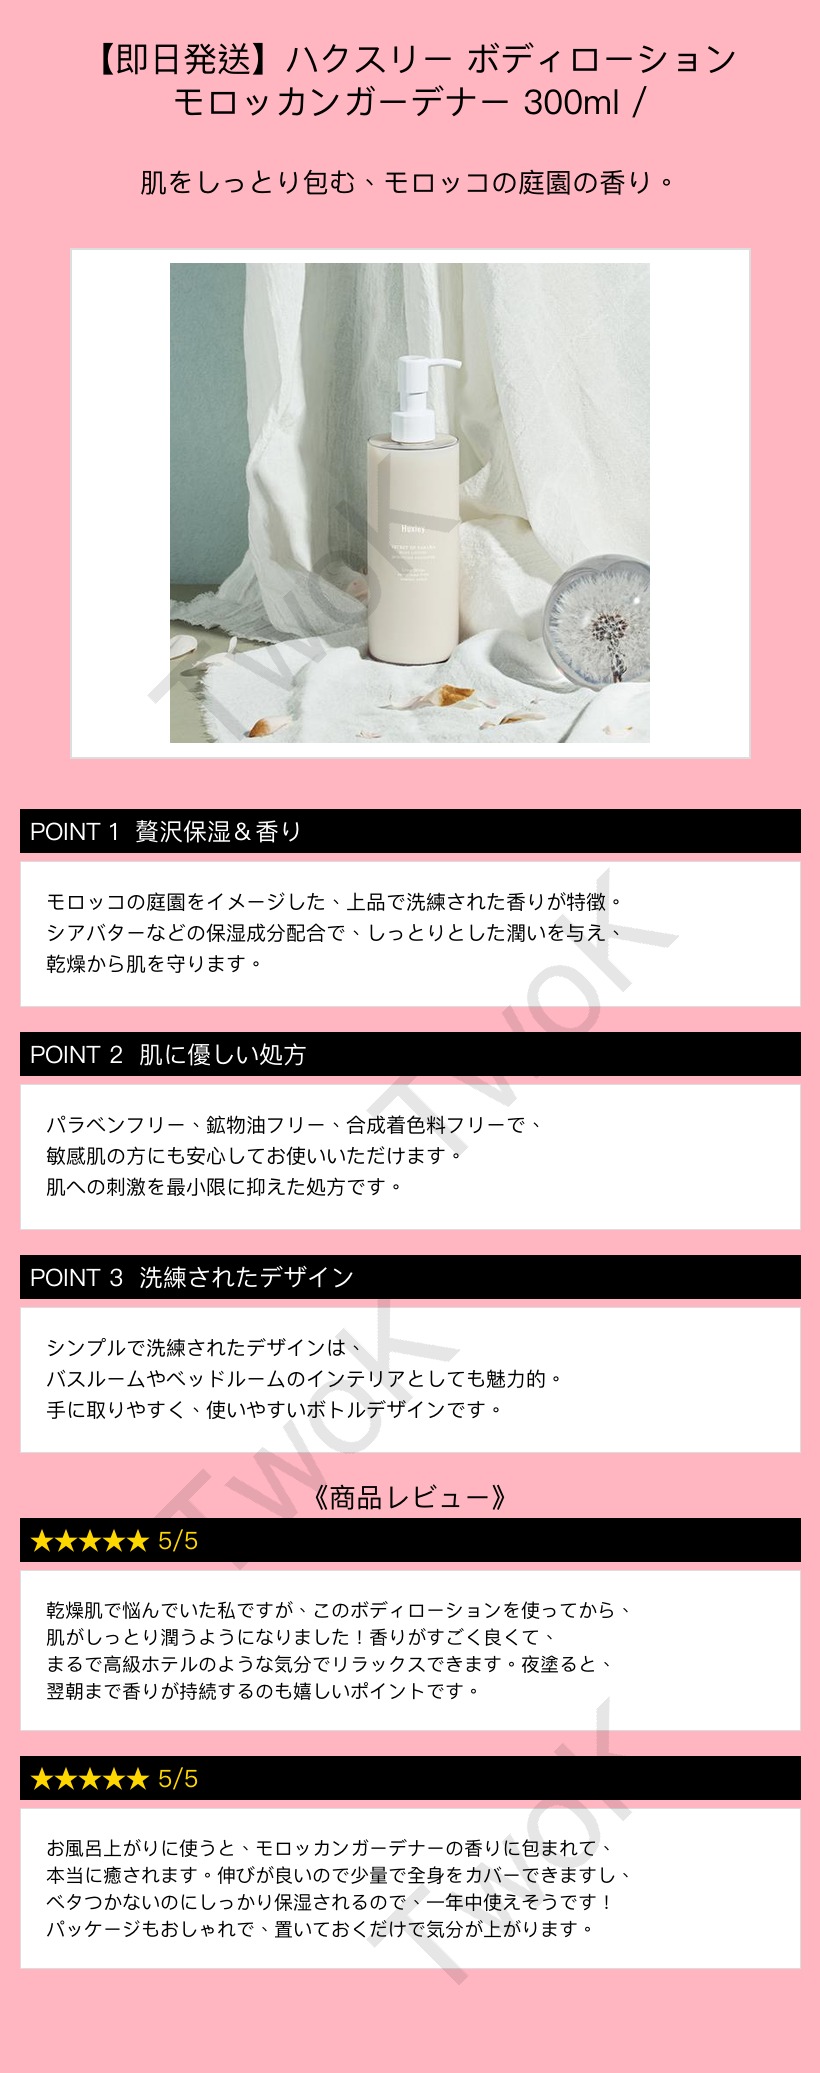 【即日発送】ハクスリー ボディローション
モロッカンガーデナー 300ml /
肌をしっとり包む、モロッコの庭園の香り。
Huxley
TwoK
POINT 1 贅沢保湿＆香り
モロッコの庭園をイメージした、上品で洗練された香りが特徴。
シアバターなどの保湿成分配合で、しっとりとした潤いを与え、
乾燥から肌を守ります。
TwoK
POINT 2 肌に優しい処方
パラベンフリー、鉱物油フリー、合成着色料フリーで、
敏感肌の方にも安心してお使いいただけます。
肌への刺激を最小限に抑えた処方です。
POINT 3 洗練されたデザイン
シンプルで洗練されたデザインは、
バスルームやベッドルームのインテリアとしても魅力的。
手に取りやすく、使いやすいボトルデザインです。
TwoK
《商品レビュー》
★★★★★ 5/5
乾燥肌で悩んでいた私ですが、このボディローションを使ってから、
肌がしっとり潤うようになりました！香りがすごく良くて、
まるで高級ホテルのような気分でリラックスできます。夜塗ると、
翌朝まで香りが持続するのも嬉しいポイントです。
★★★★★ 5/5
お風呂上がりに使うと、モロッカンガーデナーの香りに包まれて、
本当に癒されます。伸びが良いので少量で全身をカバーできますし、
ベタつかないのにしっかり保湿されるので、一年中使えそうです！
パッケージもおしゃれで、置いておくだけで気分が上がります。
TwoK